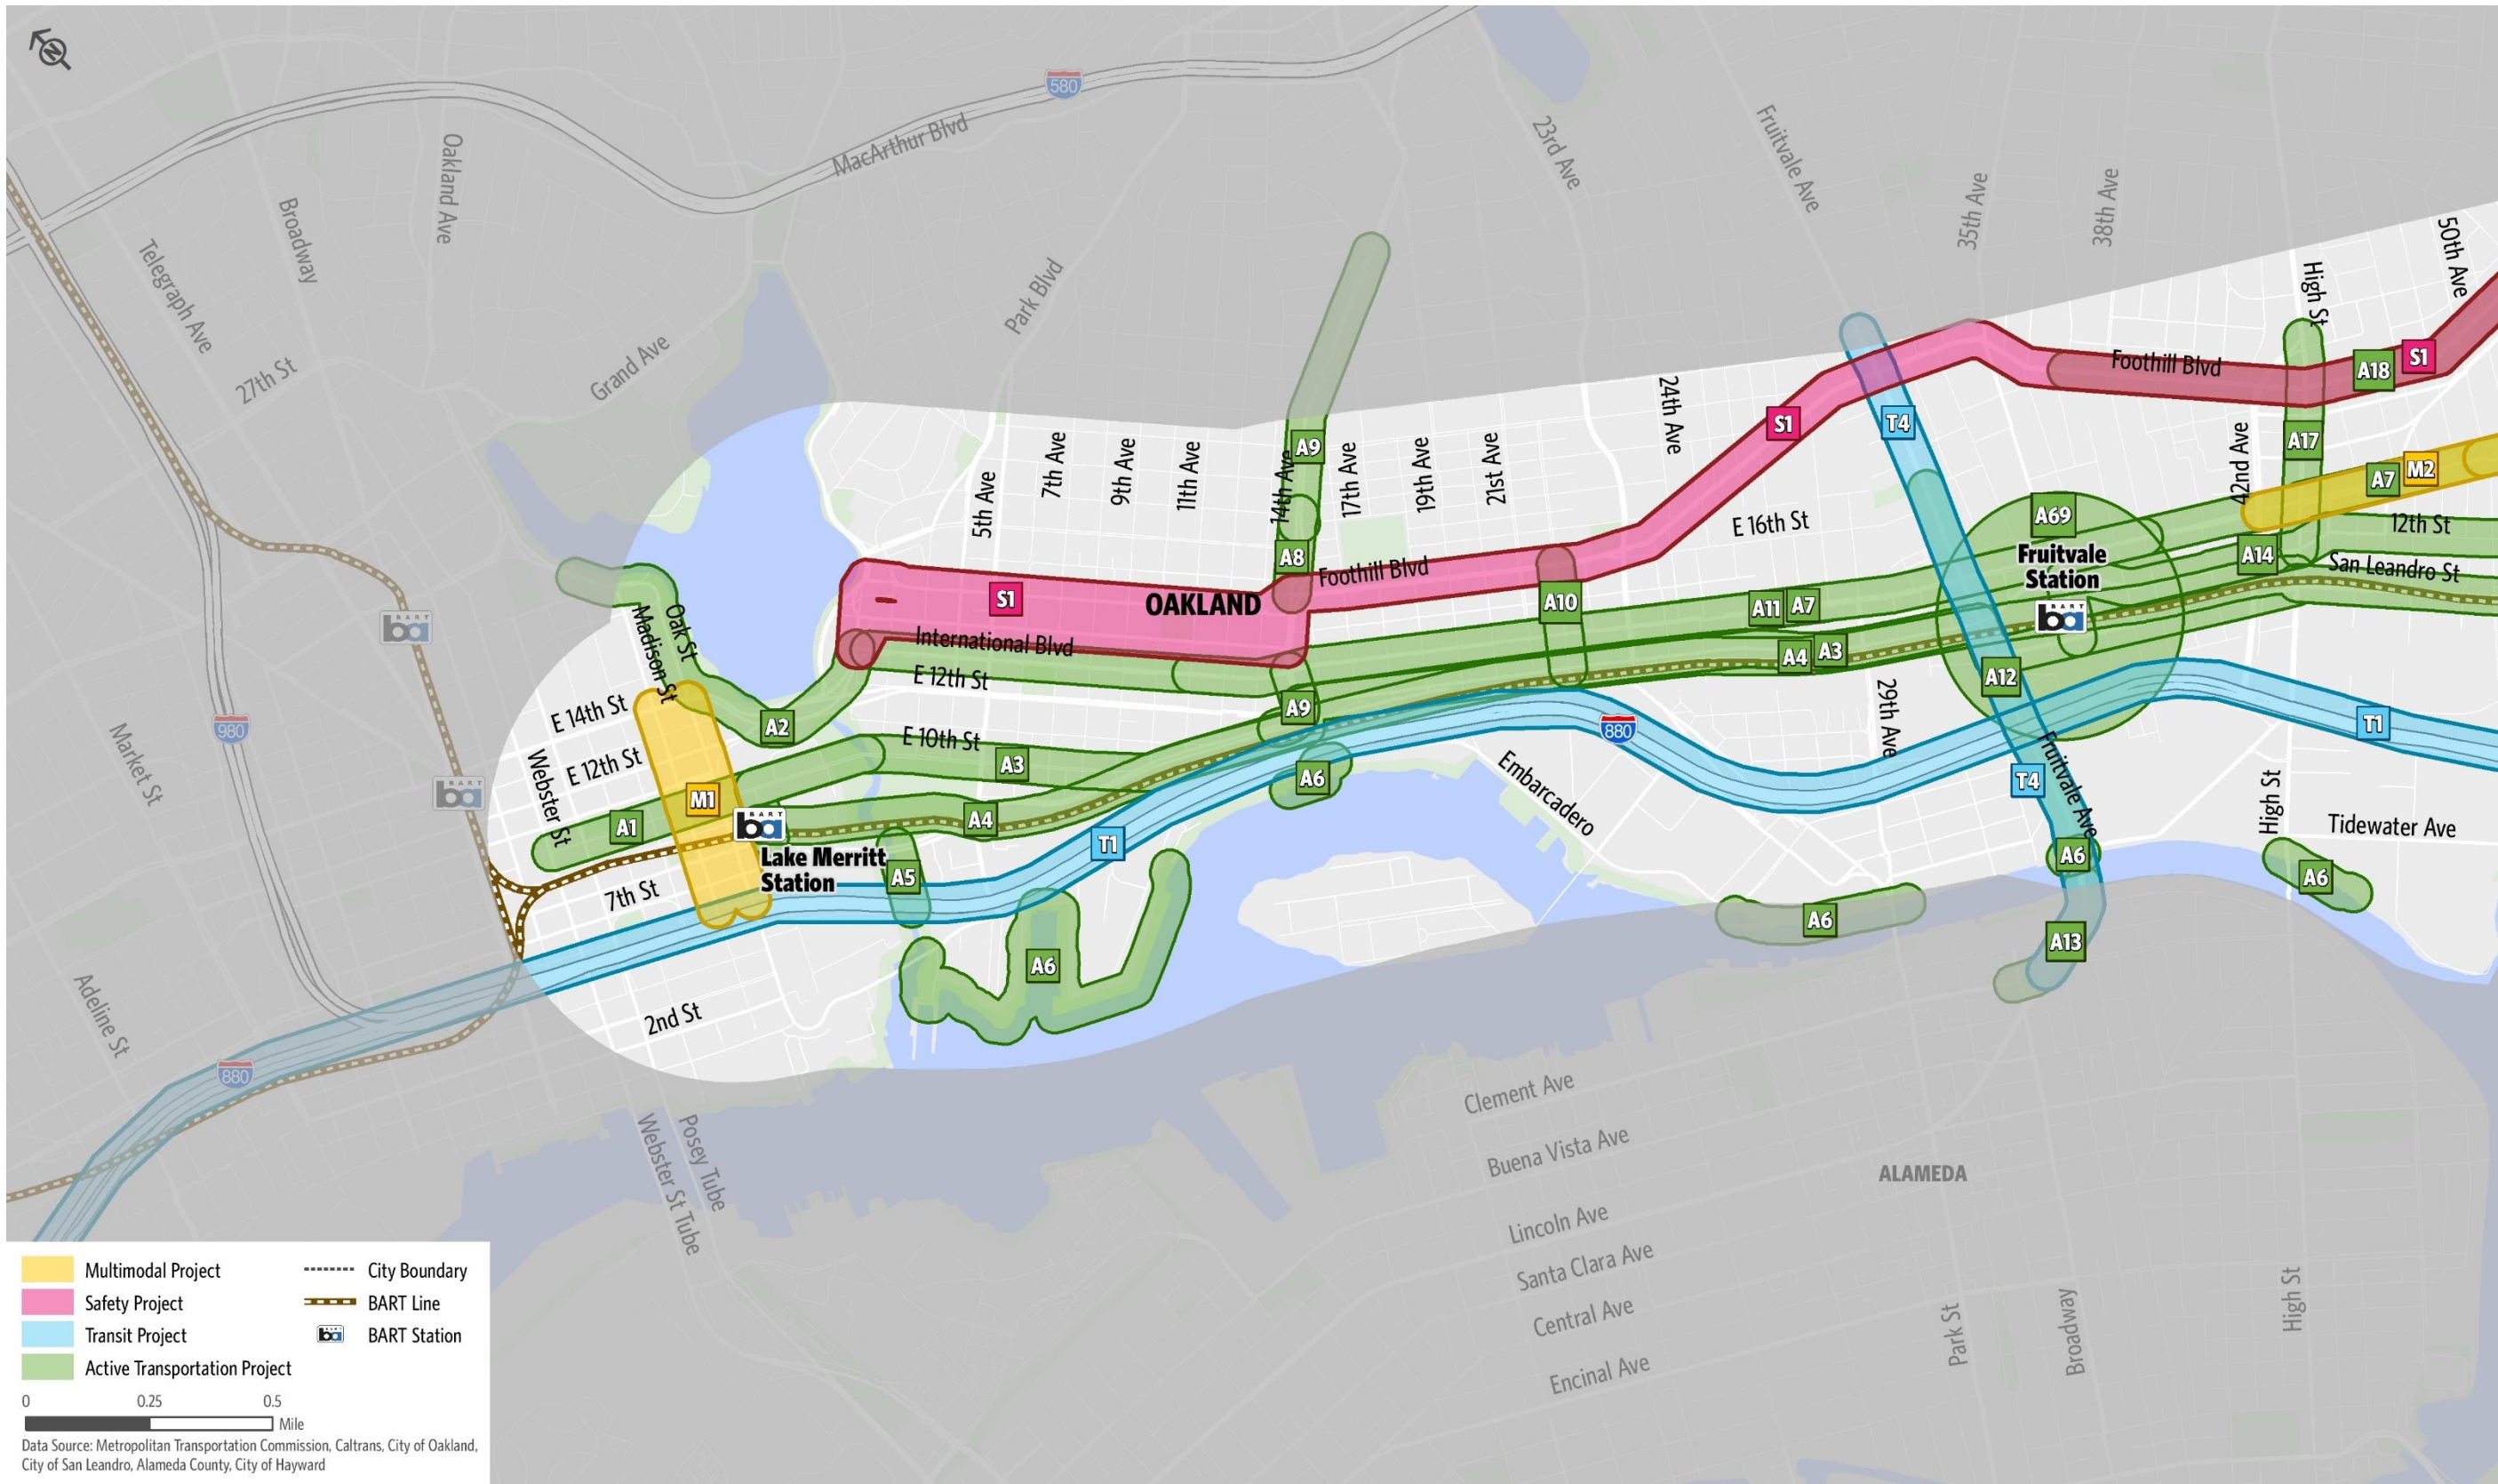 N
580
MacArthur Blvd
Oakland Ave
Broadway
Telegraph Ave
27th St
Grand Ave
Park Blvd
23rd Ave
Fruitvale Ave
35th Ave
38th Ave
50th Ave
High St
Foothill Blvd
A18
S1
24th Ave
S1
T4
42nd Ave
A17
A7
M2
5th Ave
7th Ave
9th Ave
11th Ave
14th Ave
A9
17th Ave
19th Ave
21st Ave
E 16th St
A69
12th St
A8
Fruitvale
Station
BART
ba
A14
San Leandro St
Foothill Blvd
S1
OAKLAND
A10
A11
A7
International Blvd
E 12th St
A4
A3
A12
Oak St
Madison St
BART
ba
E 14th St
A2
A9
880
29th Ave
T1
E 12th St
Webster St
E 10th St
A3
A6
Embarcadero
T4
Fruitvale Ave
High St
Market St
980
BART
ba
M1
BART
ba
A1
A4
T1
Tidewater Ave
Lake Merritt
Station
A5
7th St
A6
A6
A6
A6
A13
2nd St
Adeline St
880
Webster St Tube
Posey Tube
Clement Ave
Buena Vista Ave
ALAMEDA
Lincoln Ave
Santa Clara Ave
Central Ave
Encinal Ave
Park St
Broadway
High St
Multimodal Project
Safety Project
Transit Project
Active Transportation Project
City Boundary
BART Line
ba BART Station
0 0.25 0.5
Mile
Data Source: Metropolitan Transportation Commission, Caltrans, City of Oakland,
City of San Leandro, Alameda County, City of Hayward